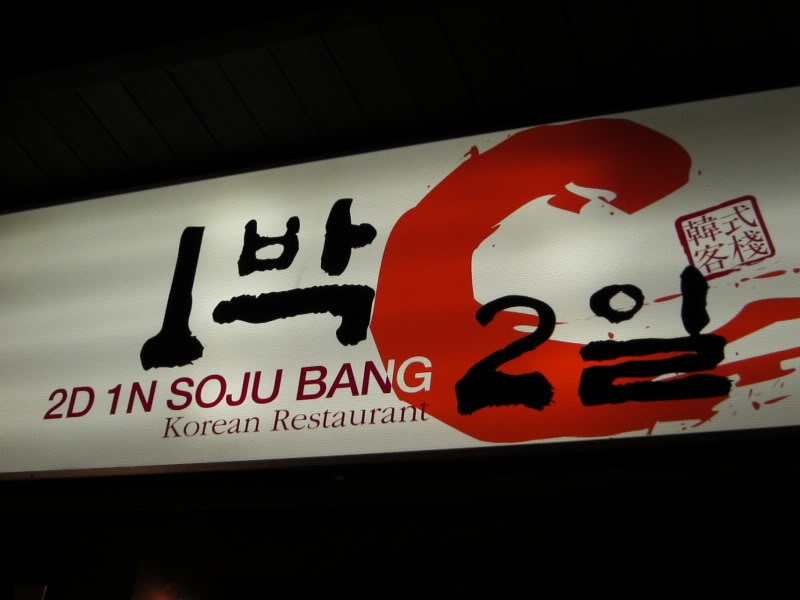 1박2일
2D 1N SOJU BANG
Korean Restaurant
韓式
客棧